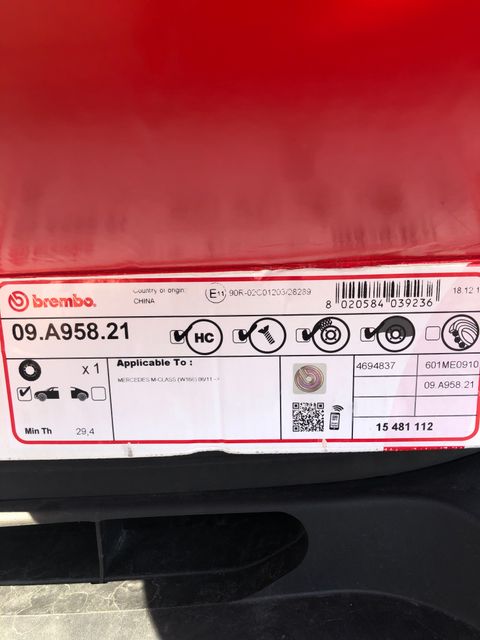 brembo.
Country of origin:
CHINA
E11 90R-02C01203/28289
8 020584 039236
18.12.1
09.A958.21
HC
X 1
Min Th 29,4
Applicable To :
MERCEDES M-CLASS (W166) 06/11 -
4694837
601ME0910
09.A958.21
15 481 112